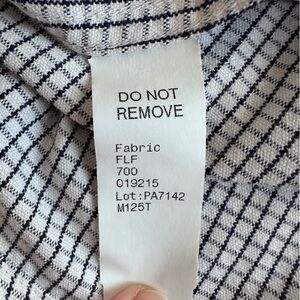 DO NOT
REMOVE
Fabric
FLF
700
019215
Lot:PA7142
M125T